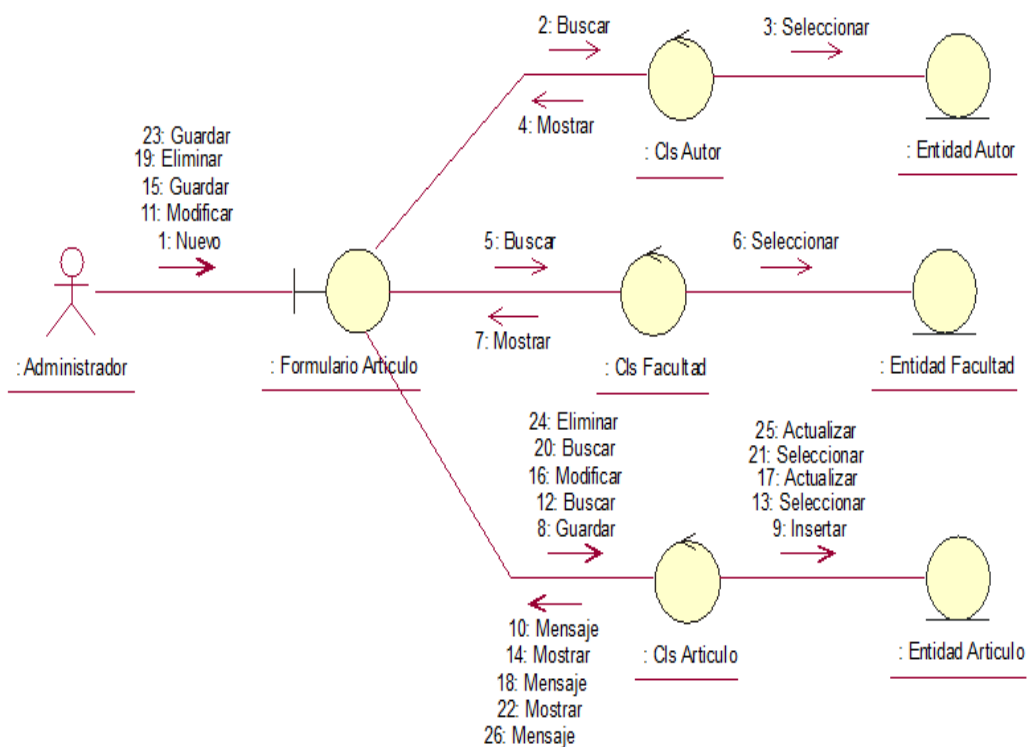 2: Buscar
3: Seleccionar
4: Mostrar
: Cls Autor
: Entidad Autor
23: Guardar
19: Eliminar
15: Guardar
11: Modificar
1: Nuevo
5: Buscar
6: Seleccionar
7: Mostrar
: Administrador
: Formulario Articulo
: Cls Facultad
: Entidad Facultad
24: Eliminar
20: Buscar
16: Modificar
12: Buscar
8: Guardar
25: Actualizar
21: Seleccionar
17: Actualizar
13: Seleccionar
9: Insertar
10: Mensaje
14: Mostrar
18: Mensaje
22: Mostrar
26: Mensaje
: Cls Articulo
: Entidad Articulo